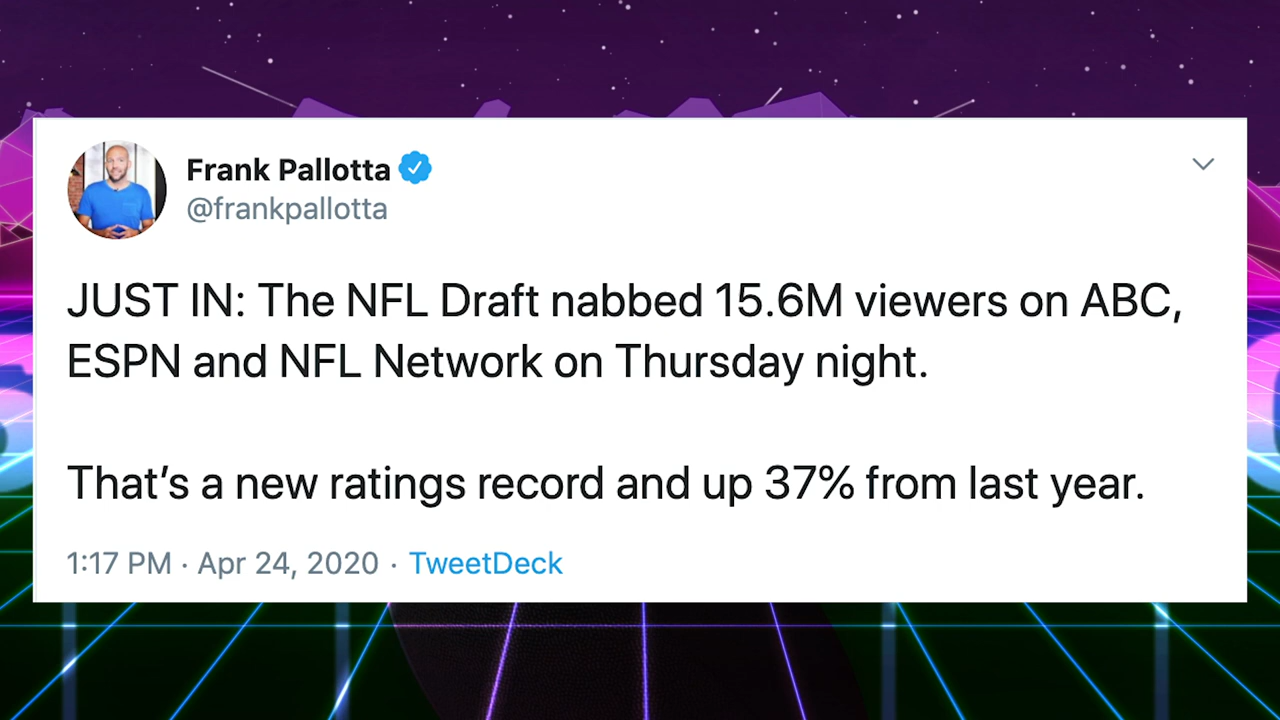 Frank Pallotta
@frankpallotta
JUST IN: The NFL Draft nabbed 15.6M viewers on ABC,
ESPN and NFL Network on Thursday night.
That’s a new ratings record and up 37% from last year.
1:17 PM · Apr 24, 2020 · TweetDeck